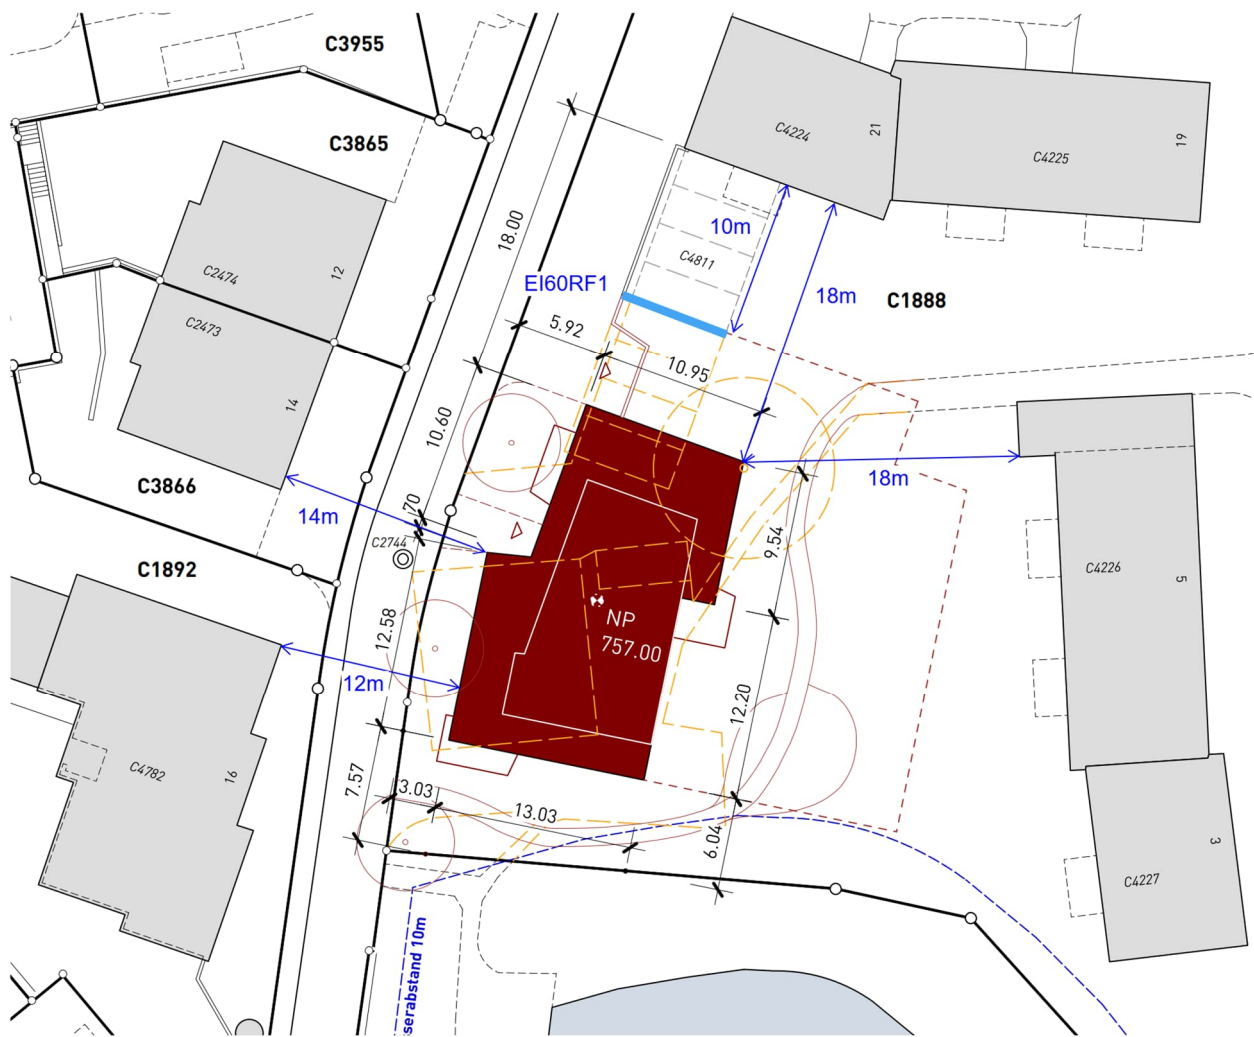 C3955
C3865
C4224
21
C4225
19
18.00
10m
C4811
C2474
12
EI60RF1
18m
C1888
C2473
5.92
10.95
14
10.60
C3866
18m
14m
70
9.54
C2744
C1892
C4226
5
NP
757.00
12.58
12m
12.20
C4782
16
7.57
3.03
13.03
6.04
3
C4227
serabstand 10m